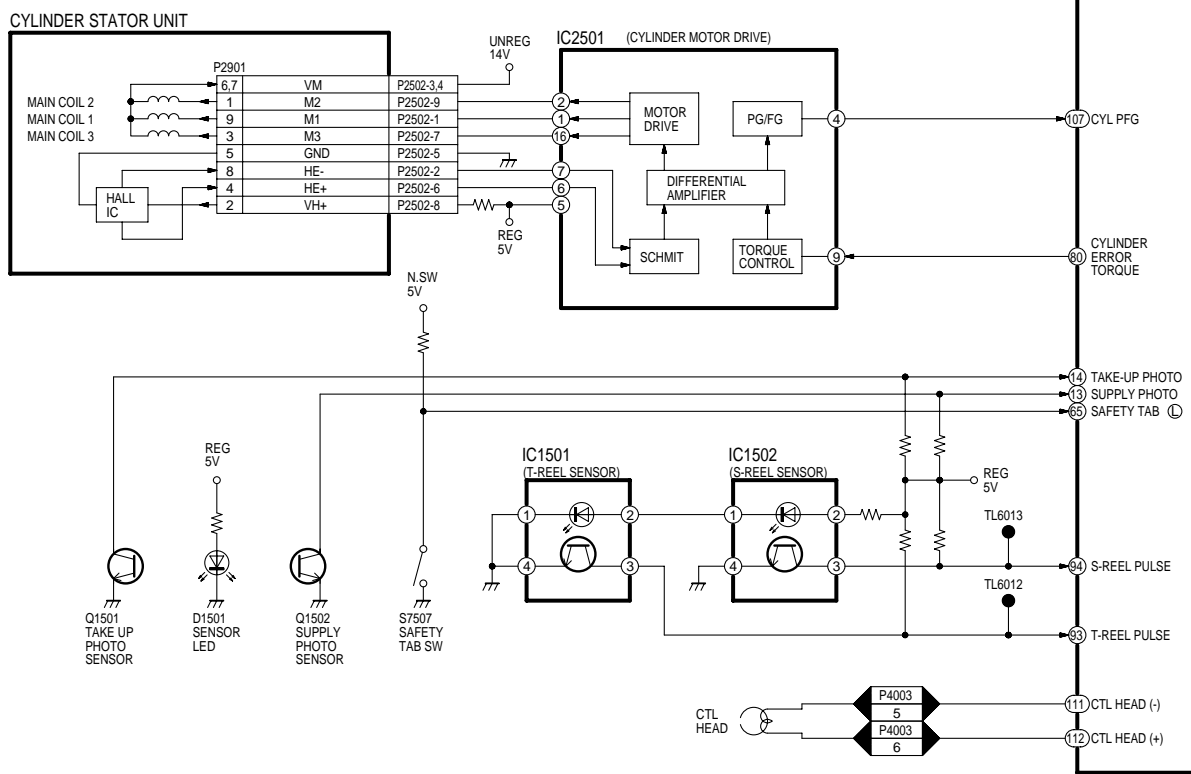 CYLINDER STATOR UNIT
UNREG
14V
IC2501 (CYLINDER MOTOR DRIVE)
P2901
6,7 VM P2502-3,4
MAIN COIL 2 1 M2 P2502-9 2
MAIN COIL 1 9 M1 P2502-1 1
MAIN COIL 3 3 M3 P2502-7 16
5 GND P2502-5
8 HE- P2502-2 7
4 HE+ P2502-6 6
2 VH+ P2502-8 5
HALL
IC
REG
5V
MOTOR
DRIVE
PG/FG
4
107 CYL PFG
DIFFERENTIAL
AMPLIFIER
SCHMIT
TORQUE
CONTROL
9
80
CYLINDER
ERROR
TORQUE
N.SW
5V
14 TAKE-UP PHOTO
13 SUPPLY PHOTO
65 SAFETY TAB L
REG
5V
IC1501
(T-REEL SENSOR)
IC1502
(S-REEL SENSOR)
REG
5V
1 2 1 2
TL6013
4 3 4 3
94 S-REEL PULSE
TL6012
93 T-REEL PULSE
Q1501
TAKE UP
PHOTO
SENSOR
D1501
SENSOR
LED
Q1502
SUPPLY
PHOTO
SENSOR
S7507
SAFETY
TAB SW
CTL
HEAD
P4003
5
111 CTL HEAD (-)
P4003
6
112 CTL HEAD (+)